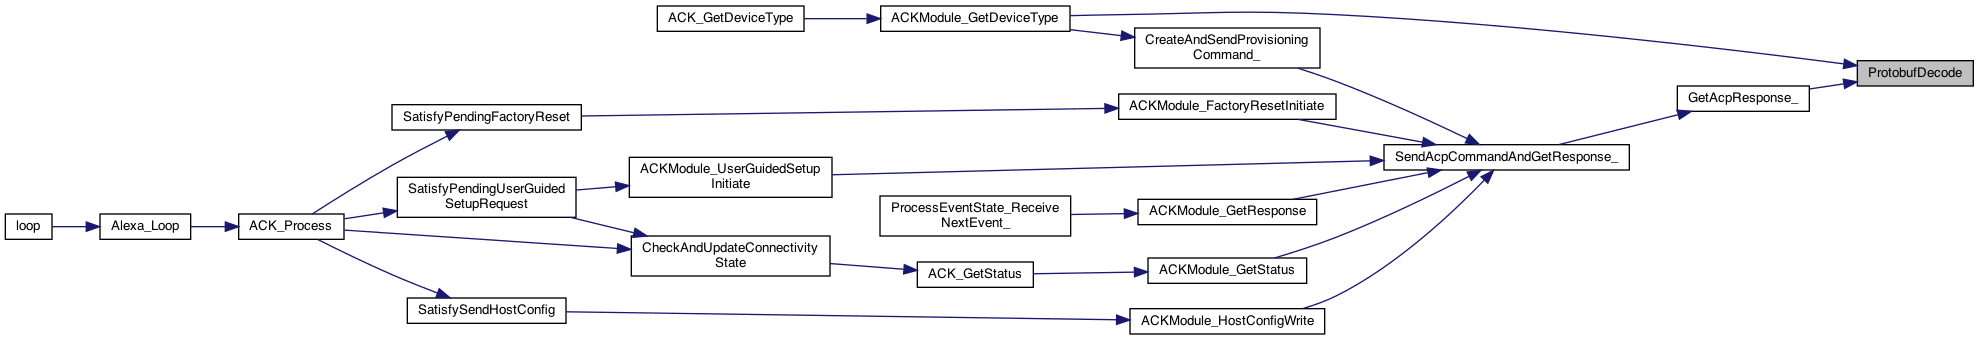 ACK_GetDeviceType
ACKModule_GetDeviceType
CreateAndSendProvisioning
Command_
ProtobufDecode
GetAcpResponse_
SatisfyPendingFactoryReset
ACKModule_FactoryResetInitiate
SendAcpCommandAndGetResponse_
ACKModule_UserGuidedSetup
Initiate
SatisfyPendingUserGuided
SetupRequest
ProcessEventState_Receive
NextEvent_
ACKModule_GetResponse
loop
Alexa_Loop
ACK_Process
CheckAndUpdateConnectivity
State
ACK_GetStatus
ACKModule_GetStatus
SatisfySendHostConfig
ACKModule_HostConfigWrite